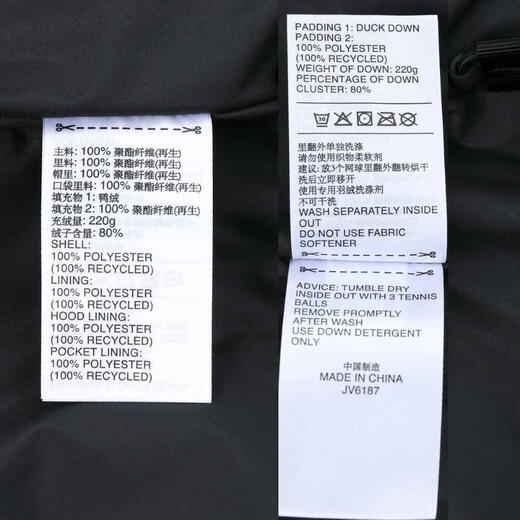 主料: 100% 聚酯纤维(再生)
里料: 100% 聚酯纤维(再生)
帽里: 100% 聚酯纤维(再生)
口袋里料: 100% 聚酯纤维(再生)
填充物 1: 鸭绒
填充物 2: 100% 聚酯纤维(再生)
充绒量: 220g
绒子含量: 80%
SHELL:
100% POLYESTER
(100% RECYCLED)
LINING:
100% POLYESTER
(100% RECYCLED)
HOOD LINING:
100% POLYESTER
(100% RECYCLED)
POCKET LINING:
100% POLYESTER
(100% RECYCLED)
PADDING 1: DUCK DOWN
PADDING 2:
100% POLYESTER
(100% RECYCLED)
WEIGHT OF DOWN: 220g
PERCENTAGE OF DOWN
CLUSTER: 80%
里翻外单独洗涤
请勿使用织物柔软剂
建议: 放3个网球里翻外翻转烘干
洗后立即移开
使用专用羽绒洗涤剂
不可干洗
WASH SEPARATELY INSIDE
OUT
DO NOT USE FABRIC
SOFTENER
ADVICE: TUMBLE DRY
INSIDE OUT WITH 3 TENNIS
BALLS
REMOVE PROMPTLY
AFTER WASH
USE DOWN DETERGENT
ONLY
中国制造
MADE IN CHINA
JV6187